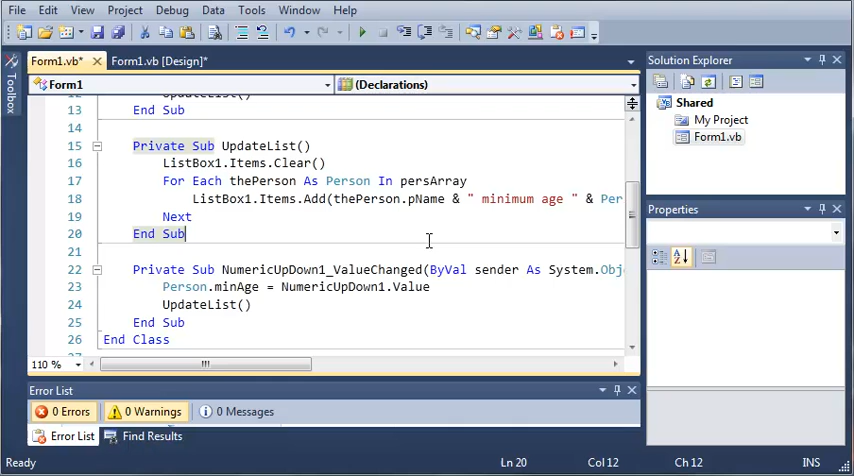 File Edit View Project Debug Data Tools Window Help
Form1.vb* Form1.vb [Design]*
Toolbox
Form1 (Declarations)
12 UpdateList()
13 End Sub
14
15 Private Sub UpdateList()
16 ListBox1.Items.Clear()
17 For Each thePerson As Person In persArray
18 ListBox1.Items.Add(thePerson.pName & " minimum age " & Per
19 Next
20 End Sub
21
22 Private Sub NumericUpDown1_ValueChanged(ByVal sender As System.Obj
23 Person.minAge = NumericUpDown1.Value
24 UpdateList()
25 End Sub
26 End Class
110 %
Solution Explorer
Shared
My Project
Form1.vb
Properties
Error List
0 Errors 0 Warnings 0 Messages
Error List Find Results
Ready Ln 20 Col 12 Ch 12 INS